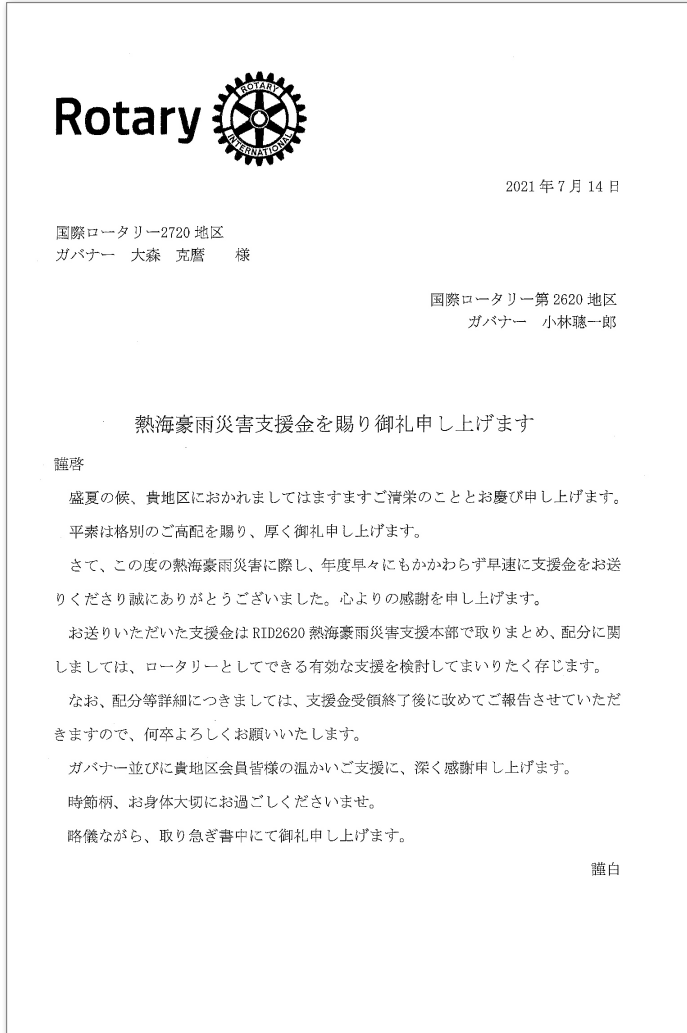 Rotary
ROTARY
INTERNATIONAL
2021年7月14日
国際ロータリー2720地区
ガバナー　大森　克麿　　様
国際ロータリー第2620地区
ガバナー　小林聰一郎
熱海豪雨災害支援金を賜り御礼申し上げます
謹啓
盛夏の候、貴地区におかれましてはますますご清栄のこととお慶び申し上げます。
平素は格別のご高配を賜り、厚く御礼申し上げます。
さて、この度の熱海豪雨災害に際し、年度早々にもかかわらず早速に支援金をお送
りくださり誠にありがとうございました。心よりの感謝を申し上げます。
お送りいただいた支援金はRID2620熱海豪雨災害支援本部で取りまとめ、配分に関
しましては、ロータリーとしてできる有効な支援を検討してまいりたく存じます。
なお、配分等詳細につきましては、支援金受領終了後に改めてご報告させていただ
きますので、何卒よろしくお願いいたします。
ガバナー並びに貴地区会員皆様の温かいご支援に、深く感謝申し上げます。
時節柄、お身体大切にお過ごしくださいませ。
略儀ながら、取り急ぎ書中にて御礼申し上げます。
謹白